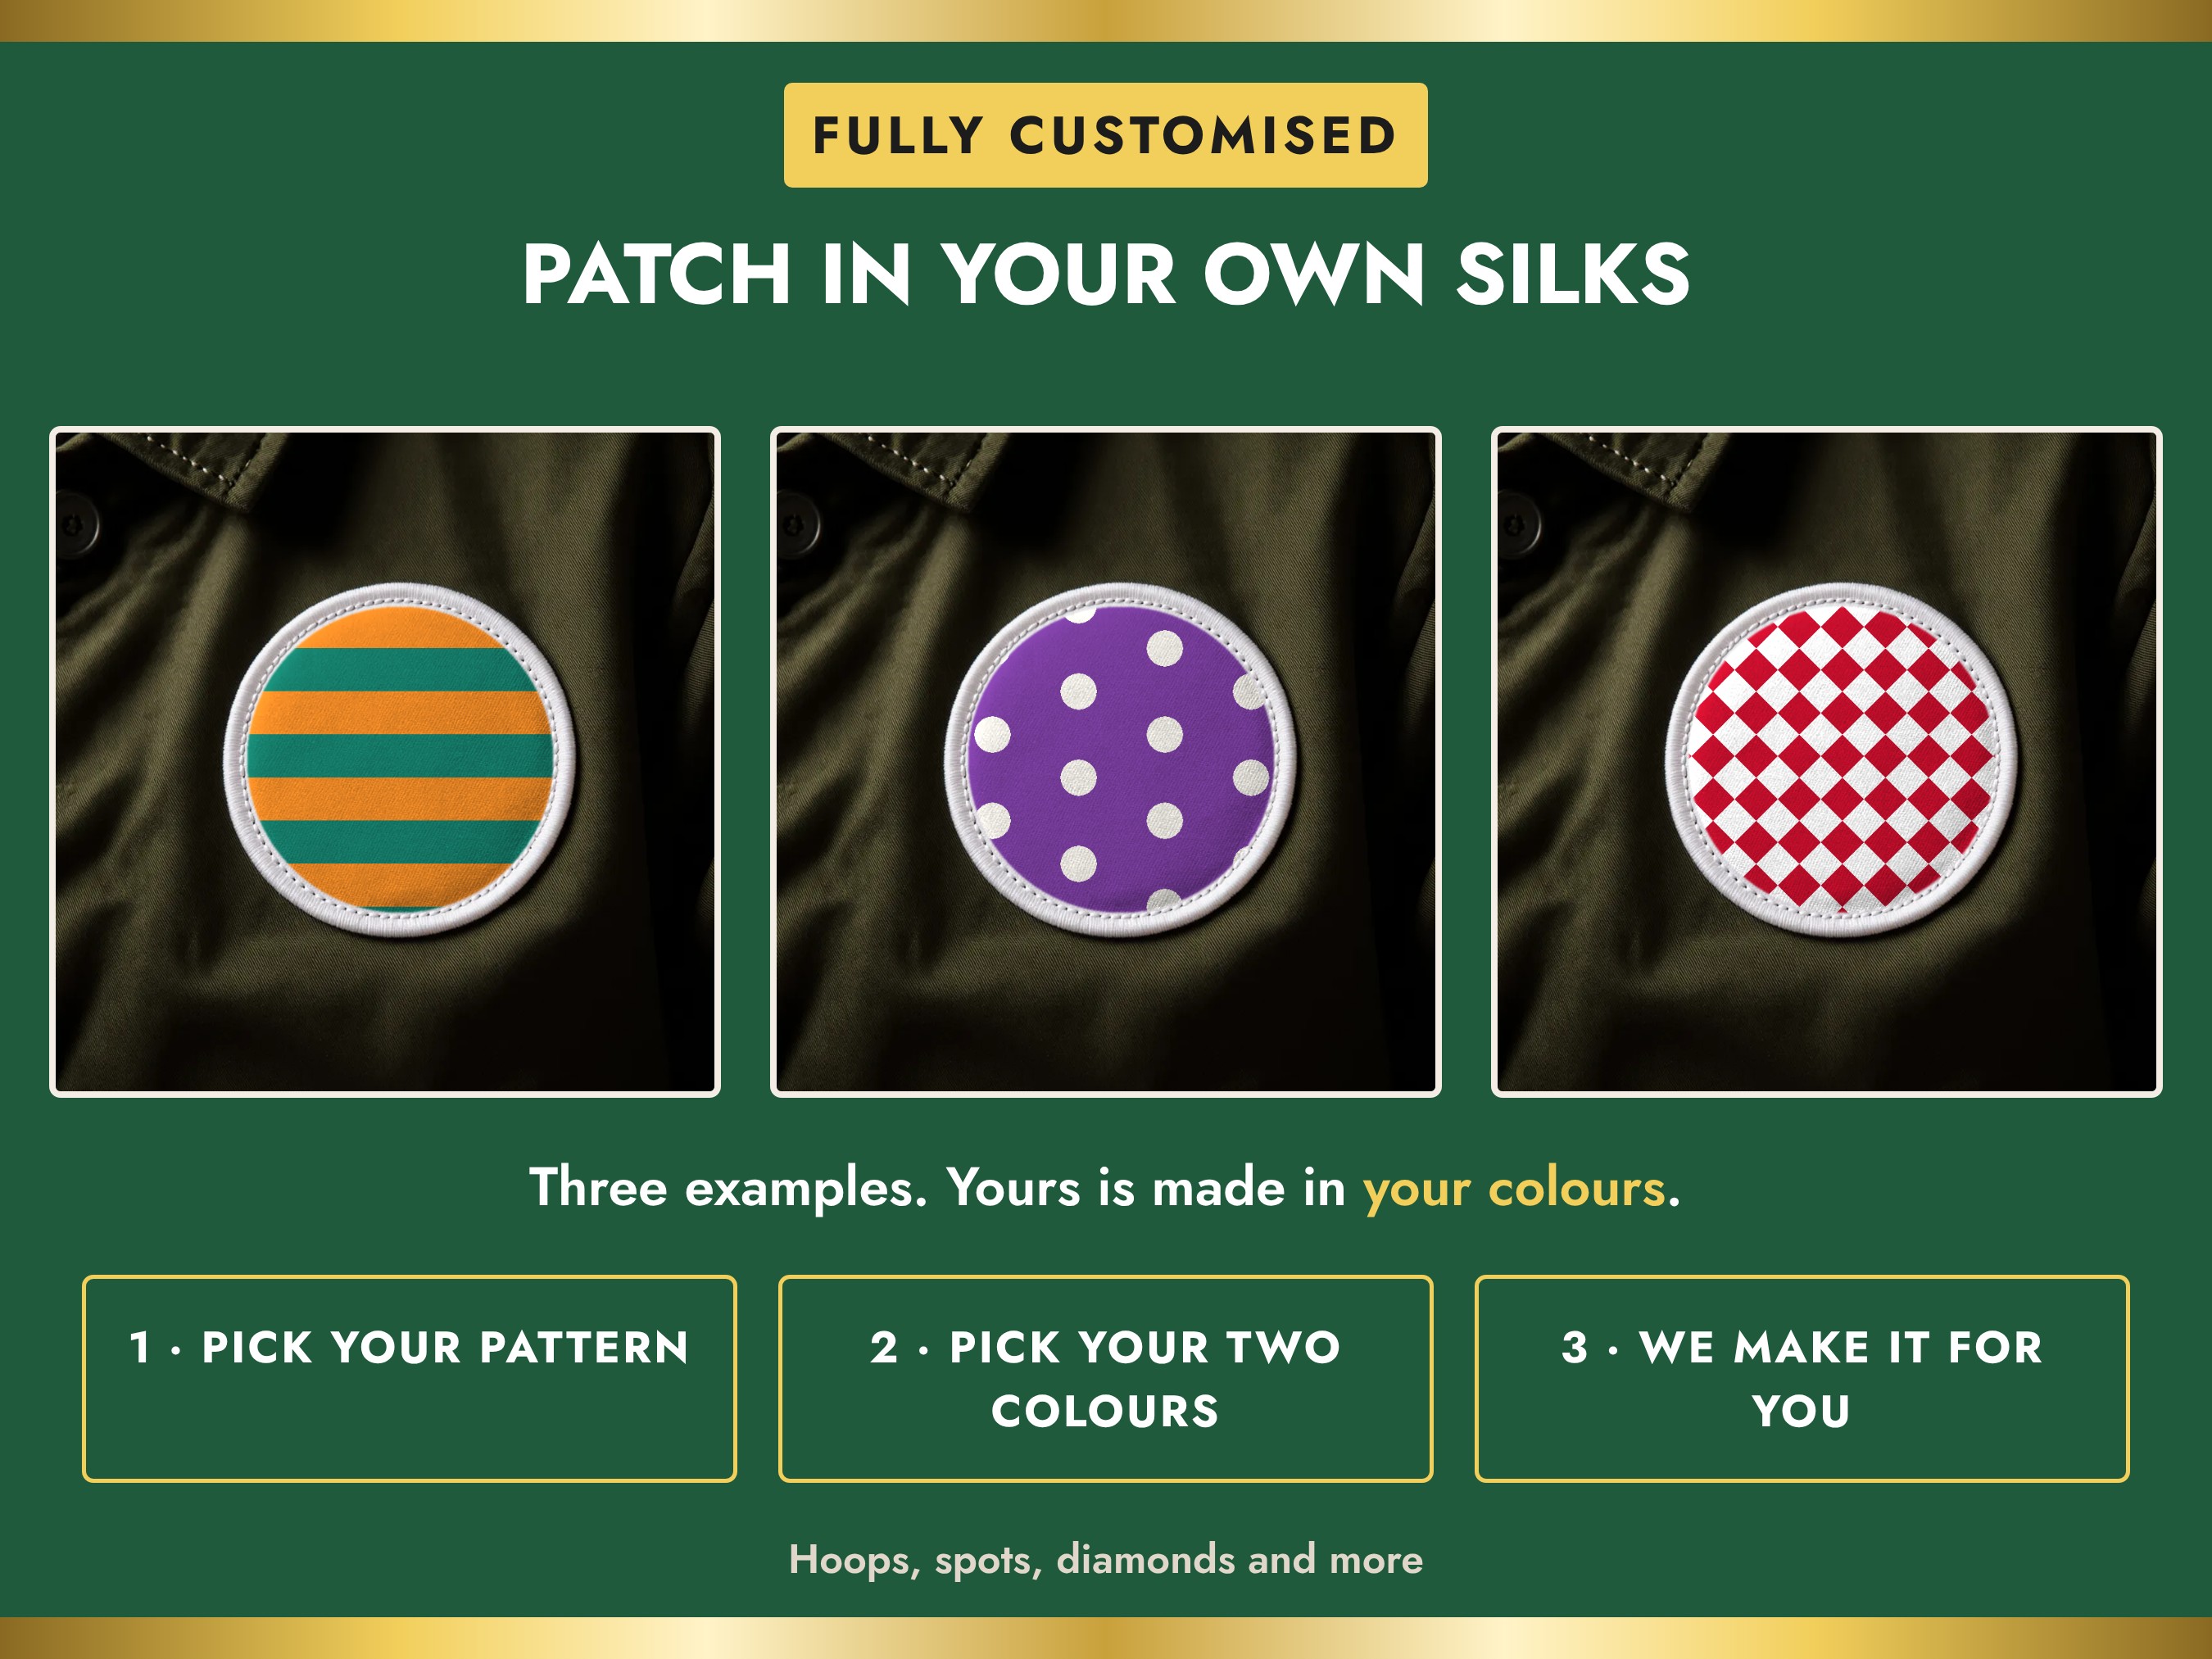 FULLY CUSTOMISED
PATCH IN YOUR OWN SILKS
Three examples. Yours is made in your colours.
1 · PICK YOUR PATTERN
2 · PICK YOUR TWO
COLOURS
3 · WE MAKE IT FOR
YOU
Hoops, spots, diamonds and more